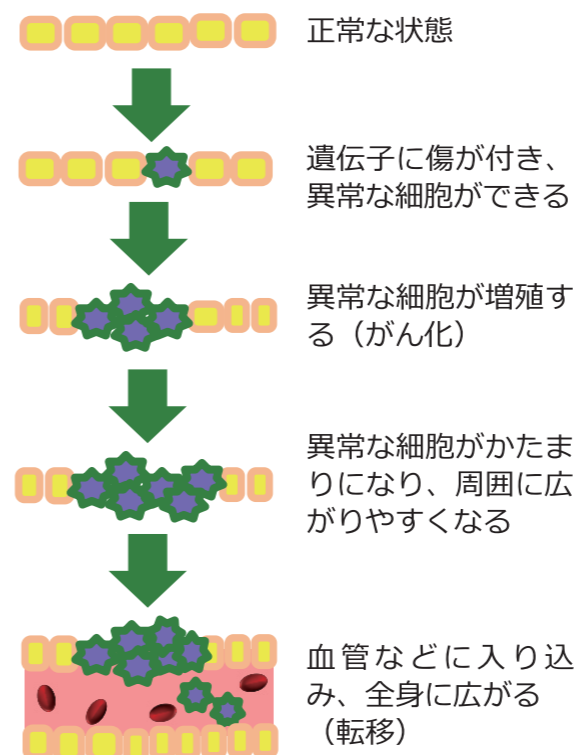 正常な状態
遺伝子に傷が付き、
異常な細胞ができる
異常な細胞が増殖す
る（がん化）
異常な細胞がかたま
りになり、周囲に広
がりやすくなる
血管などに入り込
み、全身に広がる
（転移）